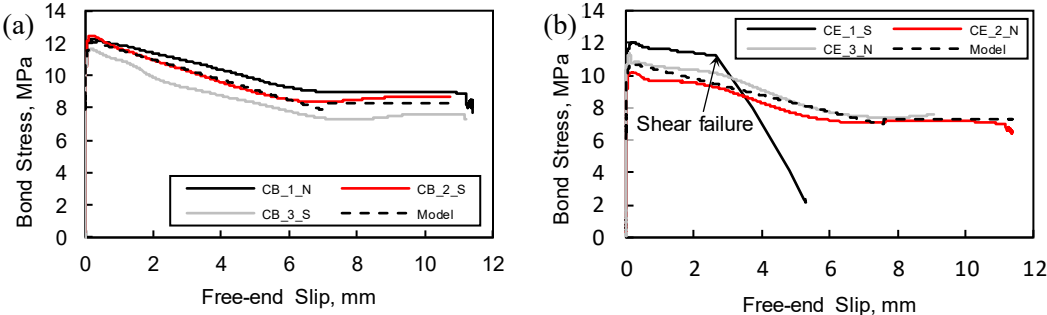 (a)
14
12
10
8
6
4
2
0
Bond Stress, MPa
CB_1_N
CB_2_S
CB_3_S
Model
0 2 4 6 8 10 12
Free-end Slip, mm
(b)
14
12
10
8
6
4
2
0
Bond Stress, MPa
CE_1_S
CE_2_N
CE_3_N
Model
Shear failure
0 2 4 6 8 10 12
Free-end Slip, mm